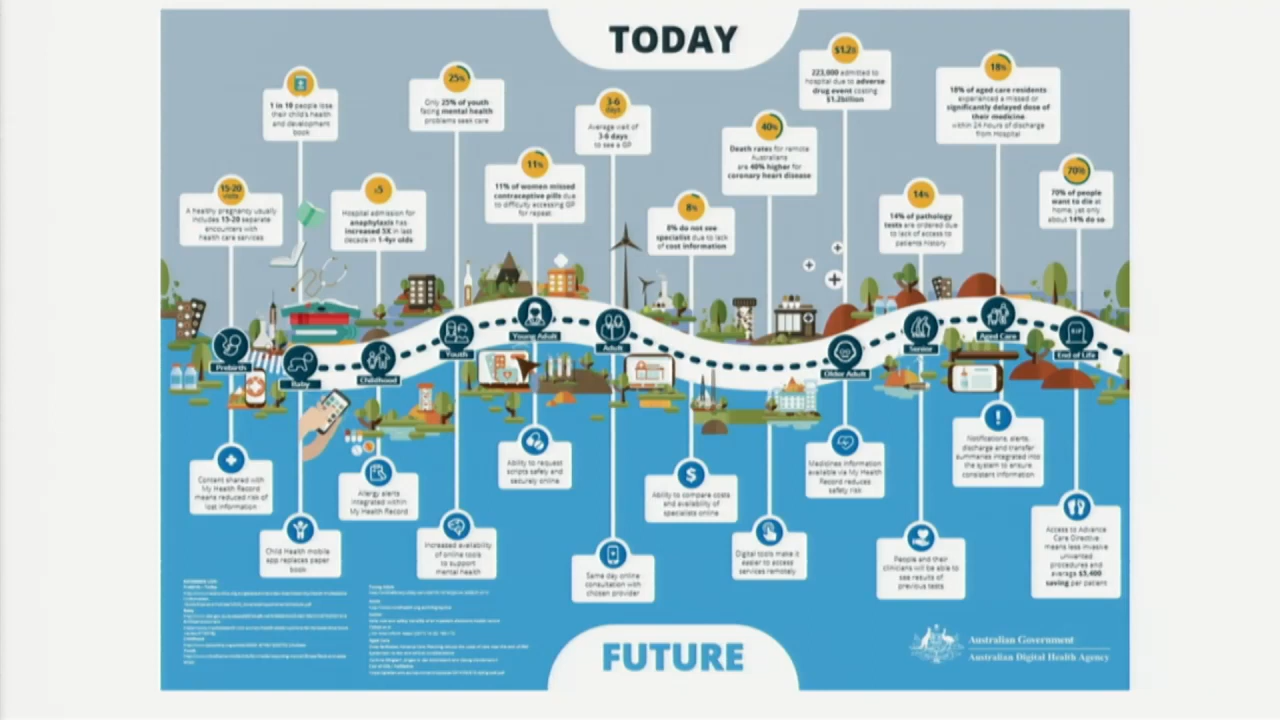 TODAY
1 in 10 people lose
their child's health
and development
book
25%
Only 25% of youth
facing mental health
problems seek care
3-6
days
Average wait of
3-6 days
to see a GP
$1.2B
223,000 admitted to
hospital due to adverse
drug event costing
$1.2billion
18%
18% of aged care residents
experienced a missed or
significantly delayed dose of
their medicine
within 24 hours of discharge
from Hospital
40%
Death rates for remote
Australians
are 40% higher for
coronary heart disease
15-20
visits
A healthy pregnancy usually
includes 15-20 separate
encounters with
health care services
x5
Hospital admission for
anaphylaxis has
increased 5X in last
decade in 1-4yr olds
11%
11% of women missed
contraceptive pills due
to difficulty accessing GP
for repeat
8%
8% do not see
specialist due to lack
of cost information
14%
14% of pathology
tests are ordered due
to lack of access to
patients history
70%
70% of people
want to die at
home; yet only
about 14% do so
Prebirth
Baby
Childhood
Youth
Young Adult
Adult
Older Adult
Senior
Aged Care
R.I.P
End of Life
Content shared with
My Health Record
means reduced risk of
lost information
Child Health mobile
app replaces paper
book
Allergy alerts
integrated within
My Health Record
Increased availability
of online tools
to support
mental health
Ability to request
scripts safely and
securely online
Same day online
consultation with
chosen provider
$
Ability to compare costs
and availability of
specialists online
Digital tools make it
easier to access
services remotely
Medicines information
available via My Health
Record reduces
safety risk
People and their
clinicians will be able to
see results of
previous tests
!
Notifications, alerts,
discharge and transfer
summaries integrated into
the system to ensure
consistent information
Access to Advance
Care Directive
means less invasive
unwanted
procedures and
average $5,400
saving per patient
FUTURE
Australian Government
Australian Digital Health Agency